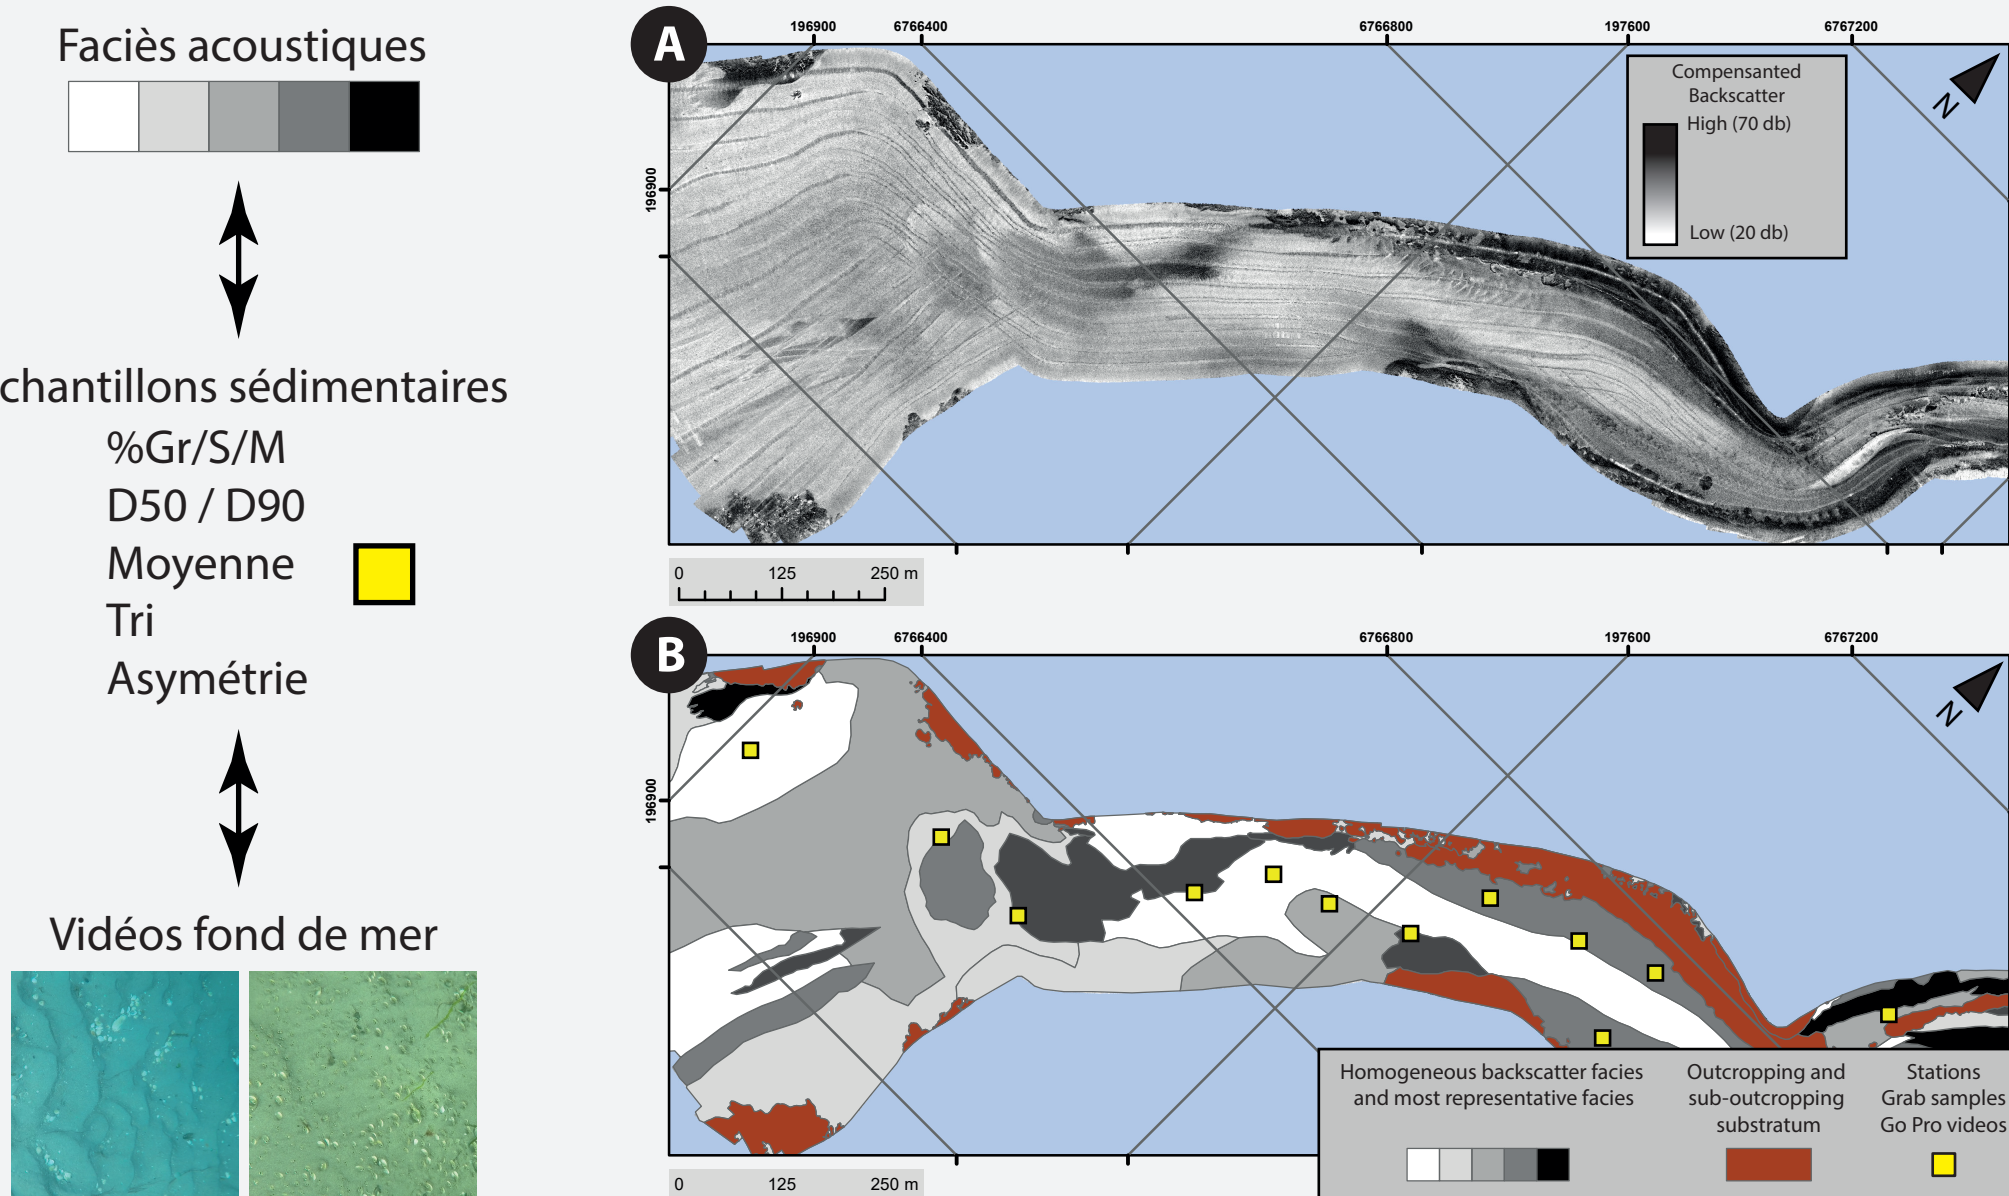 Faciès acoustiques
chantillons sédimentaires
%Gr/S/M
D50 / D90
Moyenne
Tri
Asymétrie
Vidéos fond de mer
A
196900
6766400
6766800
197600
6767200
196900
Compensanted
Backscatter
High (70 db)
Low (20 db)
N
0 125 250 m
B
196900
6766400
6766800
197600
6767200
196900
N
Homogeneous backscatter facies
and most representative facies
Outcropping and
sub-outcropping
substratum
Stations
Grab samples
Go Pro videos
0 125 250 m